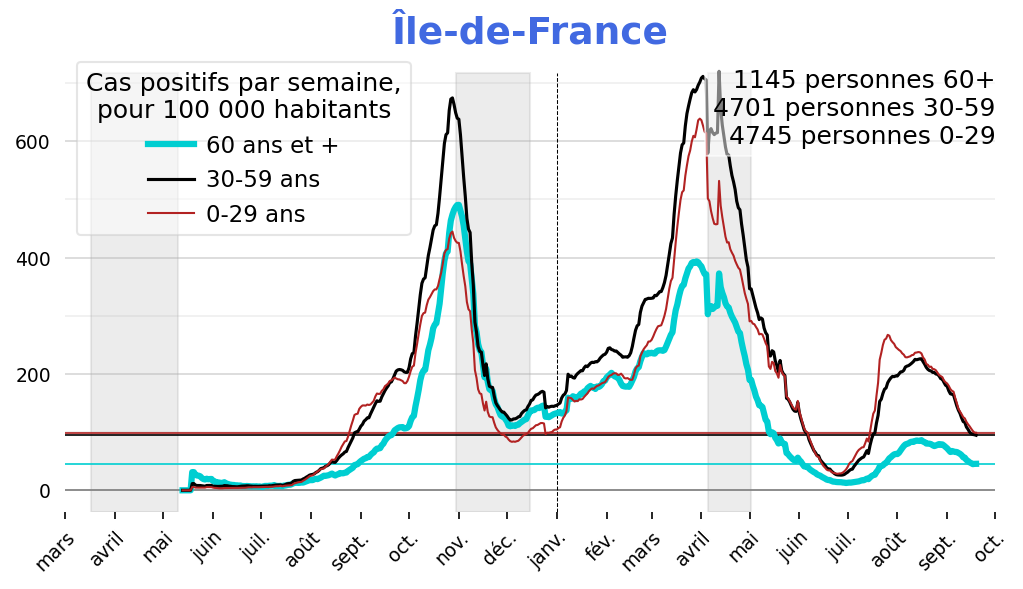 Île-de-France
Cas positifs par semaine,
pour 100 000 habitants
60 ans et +
30-59 ans
0-29 ans
1145 personnes 60+
4701 personnes 30-59
4745 personnes 0-29
600
400
200
0
mars
avril
mai
juin
juil.
août
sept.
oct.
nov.
déc.
janv.
fév.
mars
avril
mai
juin
juil.
août
sept.
oct.